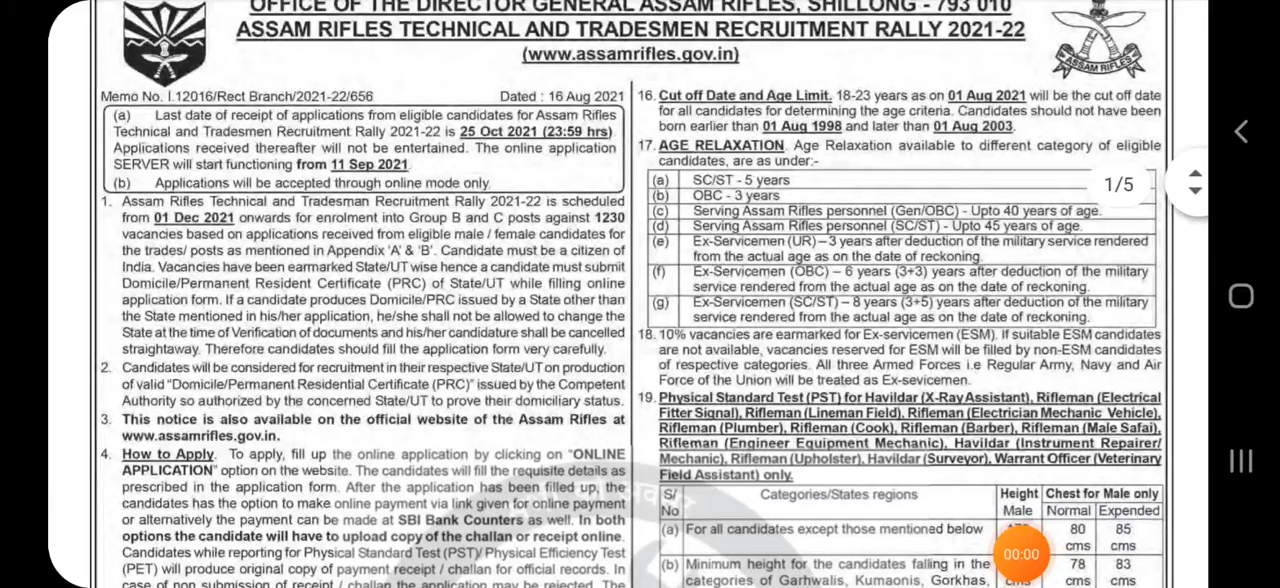 OFFICE OF THE DIRECTOR GENERAL ASSAM RIFLES, SHILLONG - 793 010
ASSAM RIFLES TECHNICAL AND TRADESMEN RECRUITMENT RALLY 2021-22
(www.assamrifles.gov.in)
ASSAM RIFLES
Memo No. I.12016/Rect Branch/2021-22/656 Dated : 16 Aug 2021
(a) Last date of receipt of applications from eligible candidates for Assam Rifles
Technical and Tradesmen Recruitment Rally 2021-22 is 25 Oct 2021 (23:59 hrs)
Applications received thereafter will not be entertained. The online application
SERVER will start functioning from 11 Sep 2021.
(b) Applications will be accepted through online mode only.
1. Assam Rifles Technical and Tradesman Recruitment Rally 2021-22 is scheduled
from 01 Dec 2021 onwards for enrolment into Group B and C posts against 1230
vacancies based on applications received from eligible male / female candidates for
the trades/ posts as mentioned in Appendix 'A' & 'B'. Candidate must be a citizen of
India. Vacancies have been earmarked State/UT wise hence a candidate must submit
Domicile/Permanent Resident Certificate (PRC) of State/UT while filling online
application form. If a candidate produces Domicile/PRC issued by a State other than
the State mentioned in his/her application, he/she shall not be allowed to change the
State at the time of Verification of documents and his/her candidature shall be cancelled
straightaway. Therefore candidates should fill the application form very carefully.
2. Candidates will be considered for recruitment in their respective State/UT on production
of valid "Domicile/Permanent Residential Certificate (PRC)" issued by the Competent
Authority so authorized by the concerned State/UT to prove their domiciliary status.
3. This notice is also available on the official website of the Assam Rifles at
www.assamrifles.gov.in.
4. How to Apply. To apply, fill up the online application by clicking on "ONLINE
APPLICATION" option on the website. The candidates will fill the requisite details as
prescribed in the application form. After the application has been filled up, the
candidates has the option to make online payment via link given for online payment
or alternatively the payment can be made at SBI Bank Counters as well. In both
options the candidate will have to upload copy of the challan or receipt online.
Candidates while reporting for Physical Standard Test (PST)/ Physical Efficiency Test
(PET) will produce original copy of payment receipt / challan for official records. In
case of non submission of receipt / challan the application may be rejected. The
16. Cut off Date and Age Limit. 18-23 years as on 01 Aug 2021 will be the cut off date
for all candidates for determining the age criteria. Candidates should not have been
born earlier than 01 Aug 1998 and later than 01 Aug 2003.
17. AGE RELAXATION. Age Relaxation available to different category of eligible
candidates, are as under:-
(a) SC/ST - 5 years
(b) OBC - 3 years
(c) Serving Assam Rifles personnel (Gen/OBC) - Upto 40 years of age.
(d) Serving Assam Rifles personnel (SC/ST) - Upto 45 years of age.
(e) Ex-Servicemen (UR) – 3 years after deduction of the military service rendered
from the actual age as on the date of reckoning.
(f) Ex-Servicemen (OBC) – 6 years (3+3) years after deduction of the military
service rendered from the actual age as on the date of reckoning.
(g) Ex-Servicemen (SC/ST) – 8 years (3+5) years after deduction of the military
service rendered from the actual age as on the date of reckoning.
18. 10% vacancies are earmarked for Ex-servicemen (ESM). If suitable ESM candidates
are not available, vacancies reserved for ESM will be filled by non-ESM candidates
of respective categories. All three Armed Forces i.e Regular Army, Navy and Air
Force of the Union will be treated as Ex-sevicemen.
19. Physical Standard Test (PST) for Havildar (X-Ray Assistant), Rifleman (Electrical
Fitter Signal), Rifleman (Lineman Field), Rifleman (Electrician Mechanic Vehicle),
Rifleman (Plumber), Rifleman (Cook), Rifleman (Barber), Rifleman (Male Safai),
Rifleman (Engineer Equipment Mechanic), Havildar (Instrument Repairer/
Mechanic), Rifleman (Upholster), Havildar (Surveyor), Warrant Officer (Veterinary
Field Assistant) only.
S/ Categories/States regions Height Chest for Male only
No Male Normal Expended
(a) For all candidates except those mentioned below 80 85
cms cms
(b) Minimum height for the candidates falling in the 78 83
categories of Garhwalis, Kumaonis, Gorkhas, cms cms cms
1/5
00:00